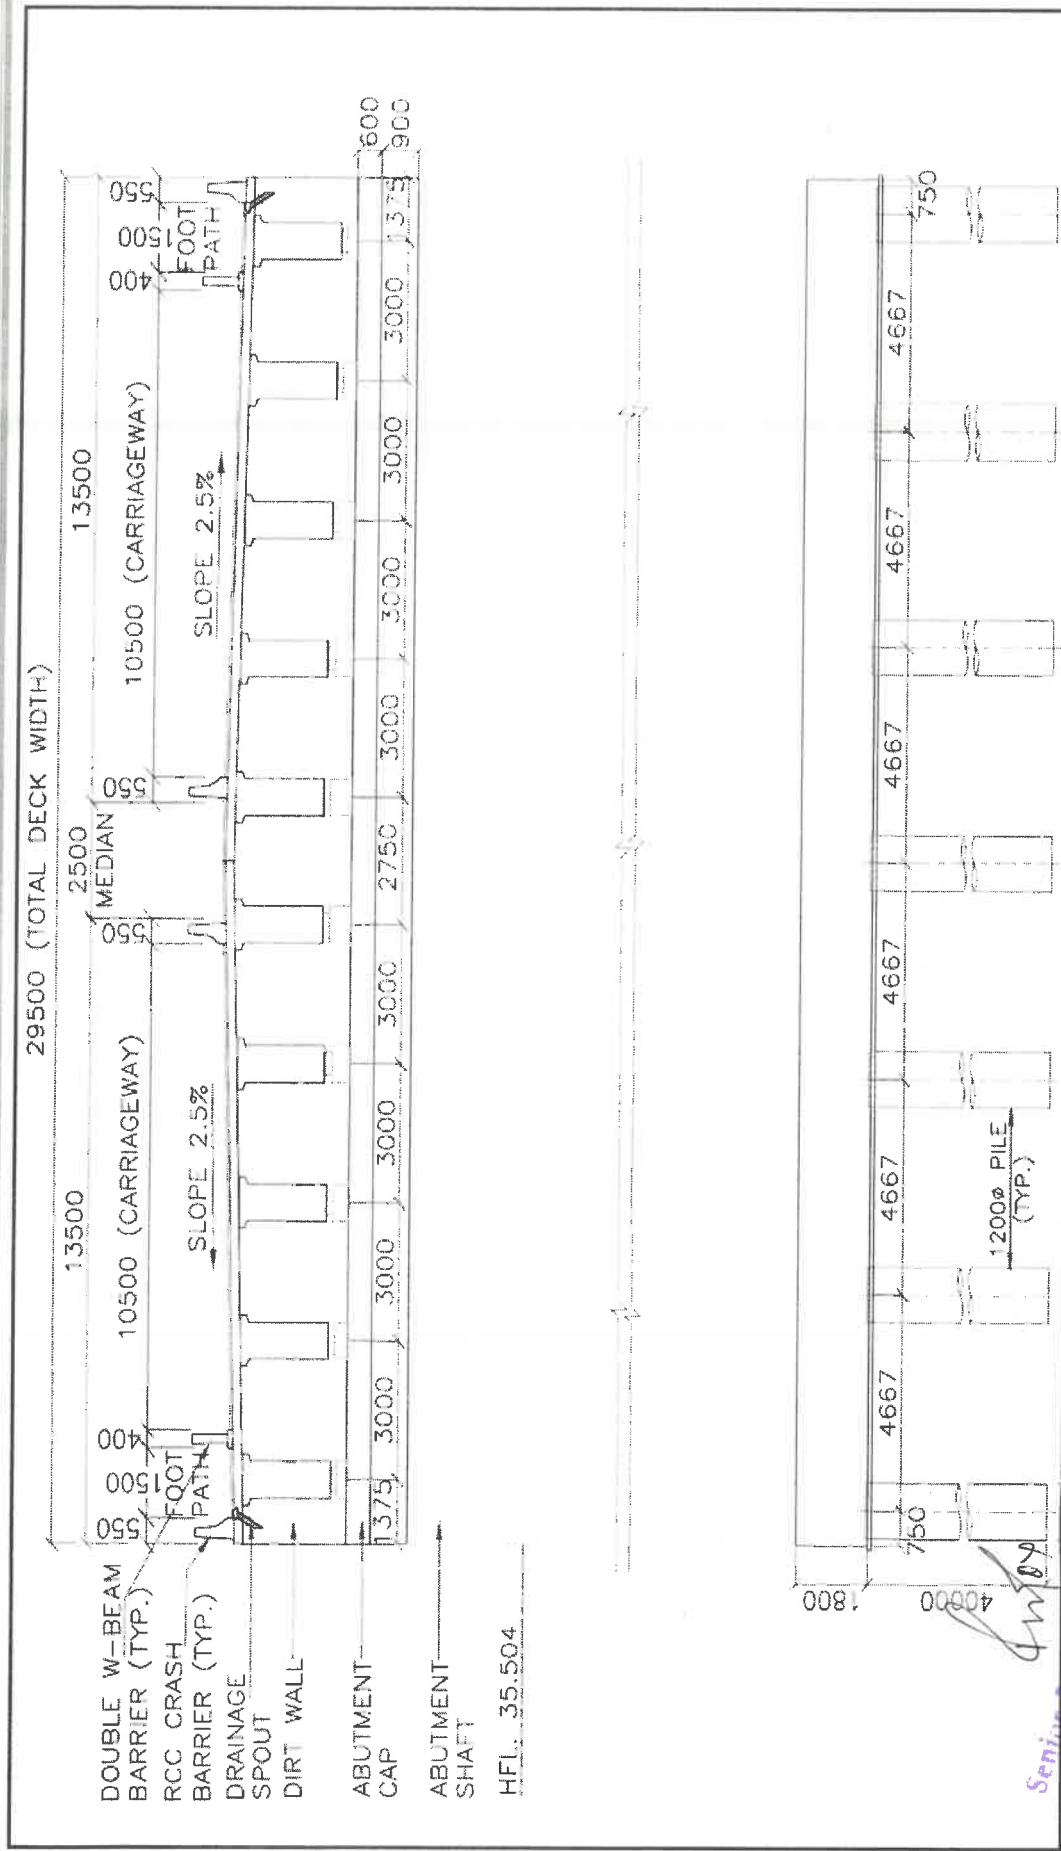 29500 (TOTAL DECK WIDTH)
13500
2500
13500
MEDIAN
550
1500
400
10500 (CARRIAGEWAY)
550
550
10500 (CARRIAGEWAY)
400
1500
550
FOOT
PATH
FOOT
PATH
SLOPE 2.5%
SLOPE 2.5%
DOUBLE W-BEAM
BARRIER (TYP.)
RCC CRASH
BARRIER (TYP.)
DRAINAGE
SPOUT
DIRT WALL
ABUTMENT
CAP
ABUTMENT
SHAFT
HFL. 35.504
600
900
1375
3000
3000
3000
3000
2750
3000
3000
3000
3000
1375
1800
40000
750
4667
4667
4667
4667
4667
4667
750
1200ø PILE
(TYP.)